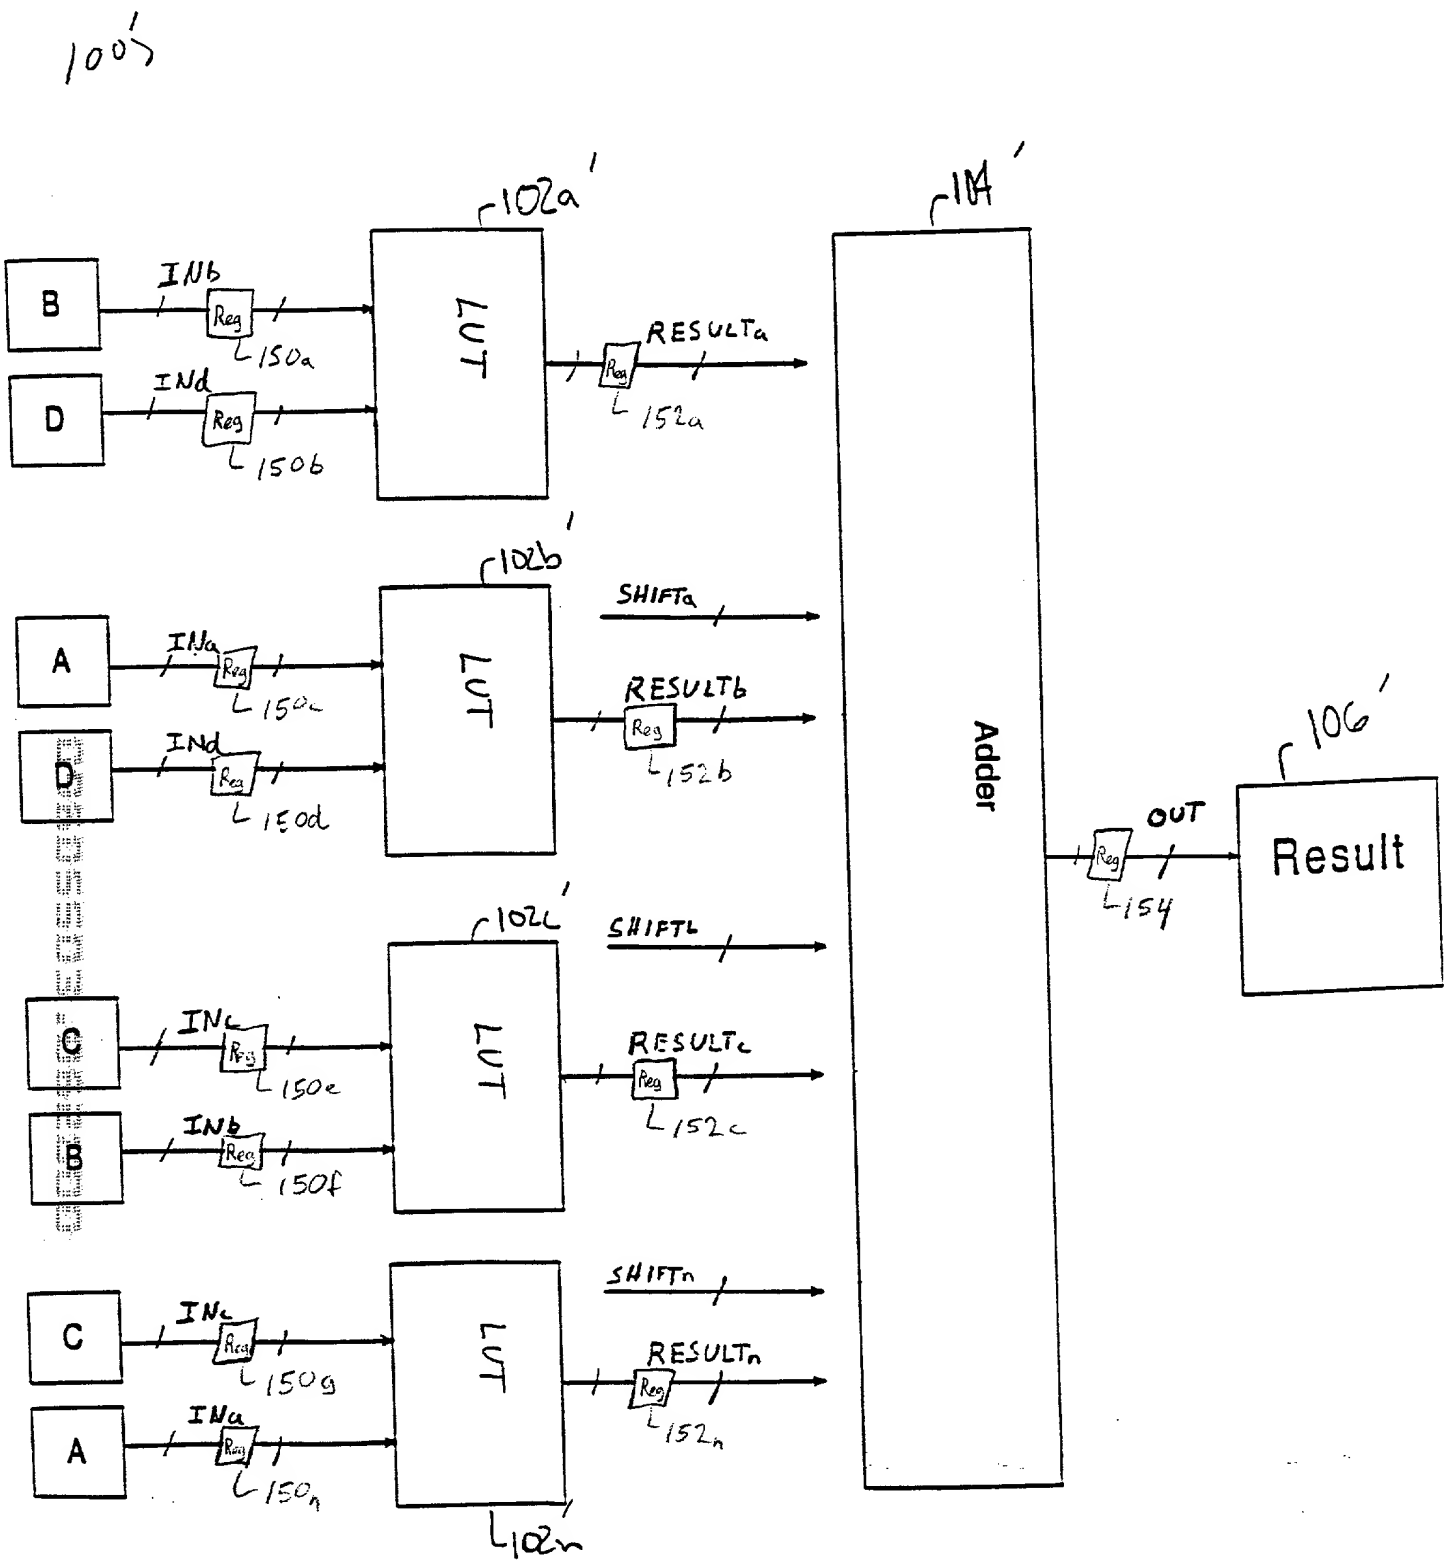 100'
102a'
104'
B
INb
Reg
150a
D
INd
Reg
150b
LUT
Reg
RESULTa
152a
102b'
A
INa
Reg
150c
D
INd
Reg
150d
LUT
SHIFTa
RESULTb
Reg
152b
Adder
106'
OUT
Reg
154
Result
102c'
C
INc
Reg
150e
B
INb
Reg
150f
LUT
SHIFTb
RESULTc
Reg
152c
C
INc
Reg
150g
A
INa
Reg
150n
LUT
SHIFTn
RESULTn
Reg
152n
102n'